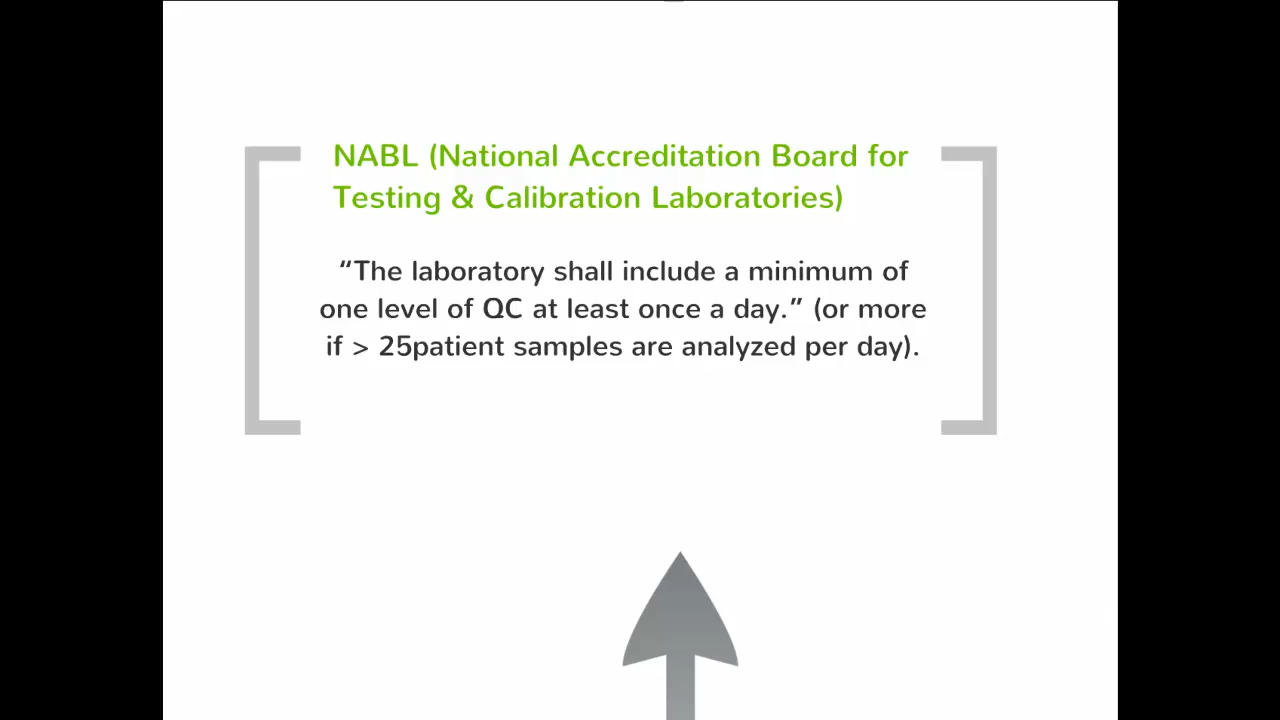 NABL (National Accreditation Board for
Testing & Calibration Laboratories)
“The laboratory shall include a minimum of
one level of QC at least once a day.” (or more
if > 25patient samples are analyzed per day).